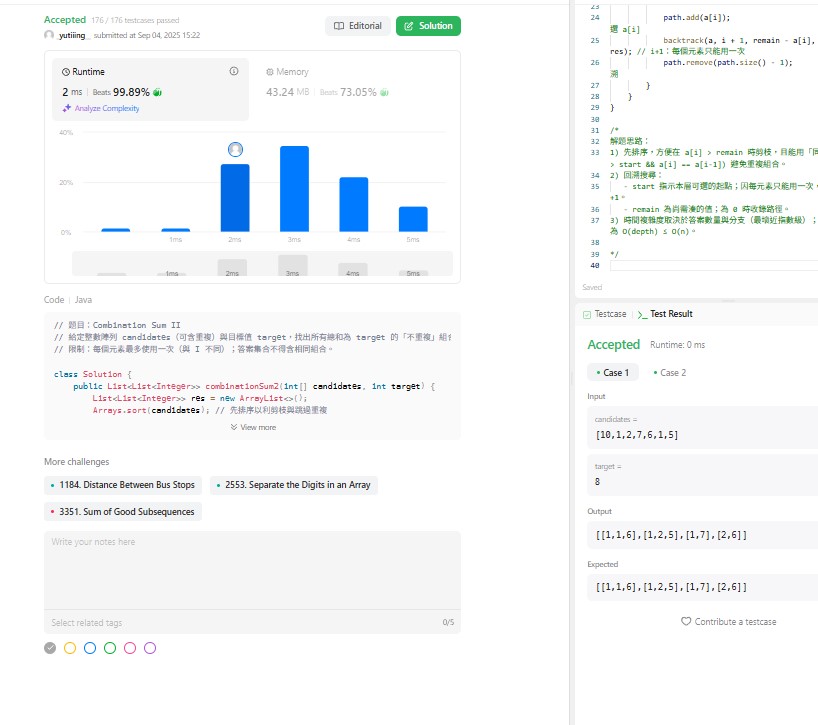 Accepted 176 / 176 testcases passed
yutiiing_ submitted at Sep 04, 2025 15:22
Editorial
Solution
Runtime
2 ms Beats 99.89%
Analyze Complexity
Memory
43.24 MB Beats 73.05%
40%
20%
0%
1ms 2ms 3ms 4ms 5ms
1ms 2ms 3ms 4ms 5ms
Code Java
// 題目：Combination Sum II
// 給定整數陣列 candidates（可含重複）與目標值 target，找出所有總和為 target 的「不重複」組合
// 限制：每個元素最多使用一次（與 I 不同）；答案集合不得含相同組合。
class Solution {
public List<List<Integer>> combinationSum2(int[] candidates, int target) {
List<List<Integer>> res = new ArrayList<>();
Arrays.sort(candidates); // 先排序以利剪枝與跳過重複
View more
More challenges
1184. Distance Between Bus Stops
2553. Separate the Digits in an Array
3351. Sum of Good Subsequences
Write your notes here
Select related tags
0/5
23
24 path.add(a[i]);
選 a[i]
25 backtrack(a, i + 1, remain - a[i],
res); // i+1：每個元素只能用一次
26 path.remove(path.size() - 1);
溯
27 }
28 }
29 }
30
31 /*
32 解題思路：
33 1) 先排序，方便在 a[i] > remain 時剪枝，且能用「同
> start && a[i] == a[i-1]) 避免重複組合。
34 2) 回溯搜尋：
35 - start 指示本層可選的起點；因每元素只能用一次，
+1。
36 - remain 為尚需湊的值；為 0 時收錄路徑。
37 3) 時間複雜度取決於答案數量與分支（最壞近指數級）；
為 O(depth) ≤ O(n)。
38
39 */
40
Saved
Testcase
Test Result
Accepted Runtime: 0 ms
Case 1
Case 2
Input
candidates =
[10,1,2,7,6,1,5]
target =
8
Output
[[1,1,6],[1,2,5],[1,7],[2,6]]
Expected
[[1,1,6],[1,2,5],[1,7],[2,6]]
Contribute a testcase